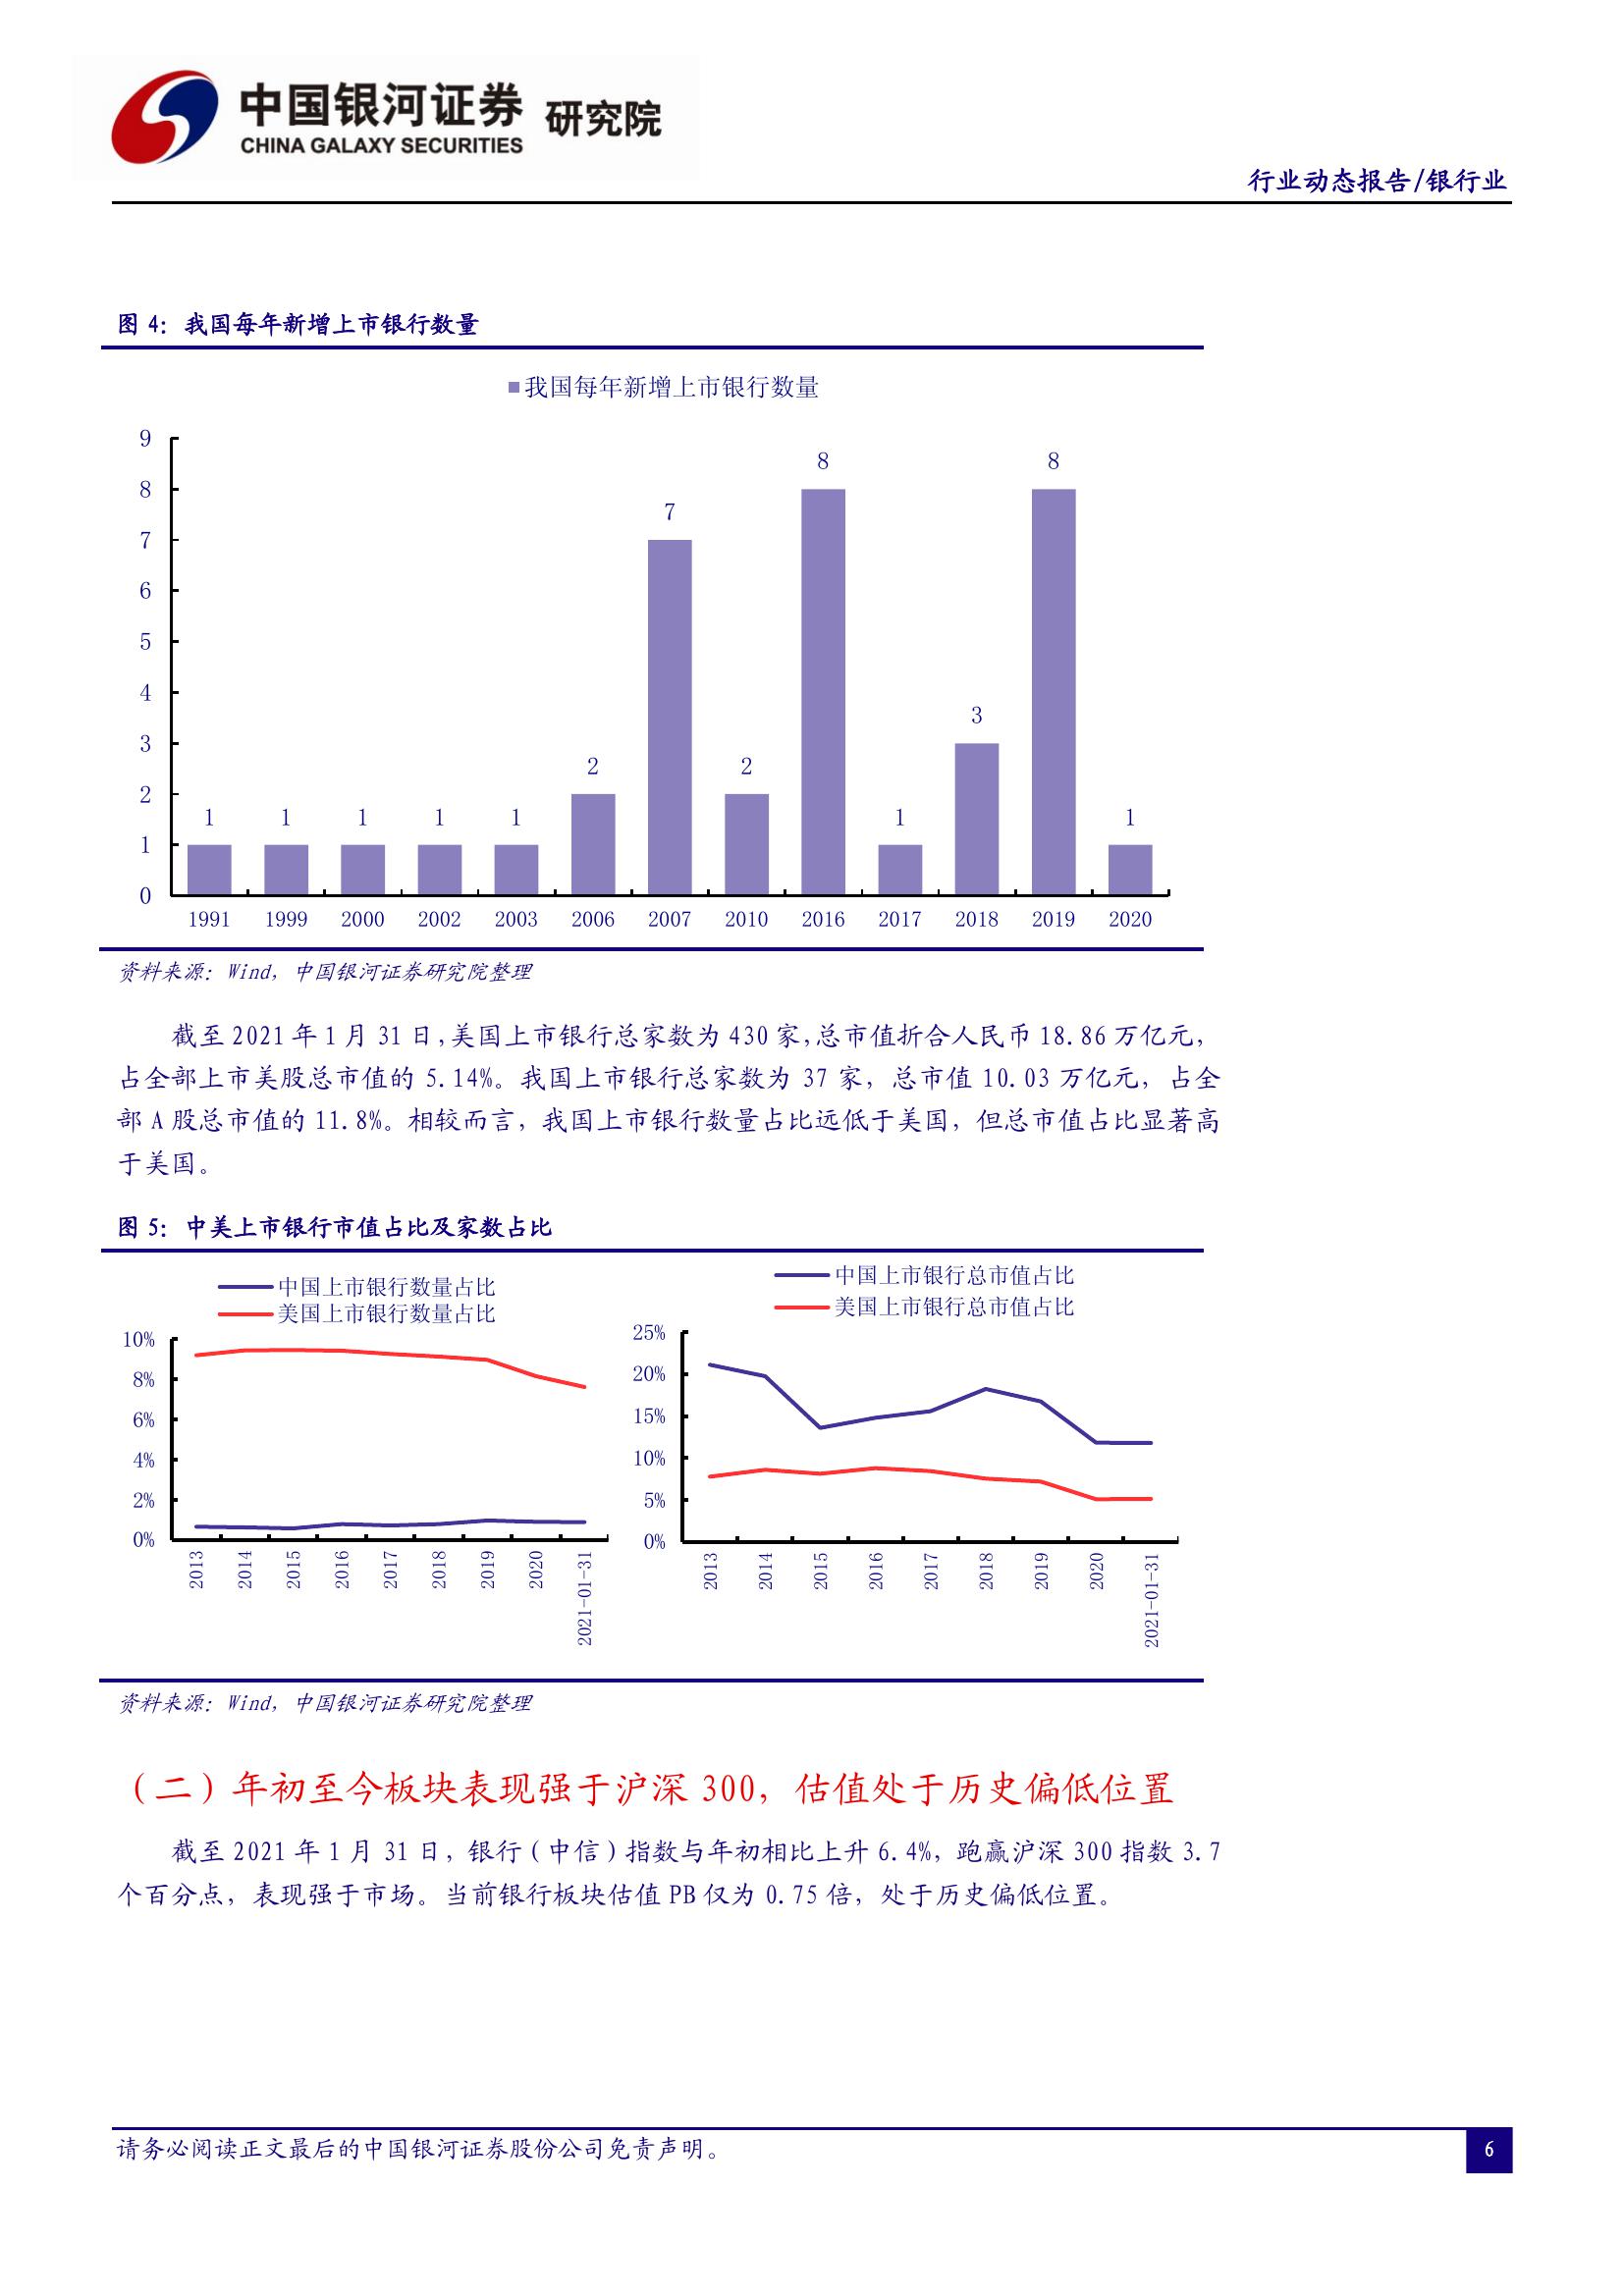 中国银河证券 研究院
CHINA GALAXY SECURITIES
行业动态报告/银行业
图 4：我国每年新增上市银行数量
我国每年新增上市银行数量
9
8
7
6
5
4
3
2
1
0
1 1 1 1 1 2 7 2 8 1 3 8 1
1991 1999 2000 2002 2003 2006 2007 2010 2016 2017 2018 2019 2020
资料来源：Wind，中国银河证券研究院整理
截至 2021 年 1 月 31 日，美国上市银行总家数为 430 家，总市值折合人民币 18.86 万亿元，
占全部上市美股总市值的 5.14%。我国上市银行总家数为 37 家，总市值 10.03 万亿元，占全
部 A 股总市值的 11.8%。相较而言，我国上市银行数量占比远低于美国，但总市值占比显著高
于美国。
图 5：中美上市银行市值占比及家数占比
中国上市银行数量占比
美国上市银行数量占比
10%
8%
6%
4%
2%
0%
2013 2014 2015 2016 2017 2018 2019 2020 2021-01-31
中国上市银行总市值占比
美国上市银行总市值占比
25%
20%
15%
10%
5%
0%
2013 2014 2015 2016 2017 2018 2019 2020 2021-01-31
资料来源：Wind，中国银河证券研究院整理
（二）年初至今板块表现强于沪深 300，估值处于历史偏低位置
截至 2021 年 1 月 31 日，银行（中信）指数与年初相比上升 6.4%，跑赢沪深 300 指数 3.7
个百分点，表现强于市场。当前银行板块估值 PB 仅为 0.75 倍，处于历史偏低位置。
请务必阅读正文最后的中国银河证券股份公司免责声明。
6